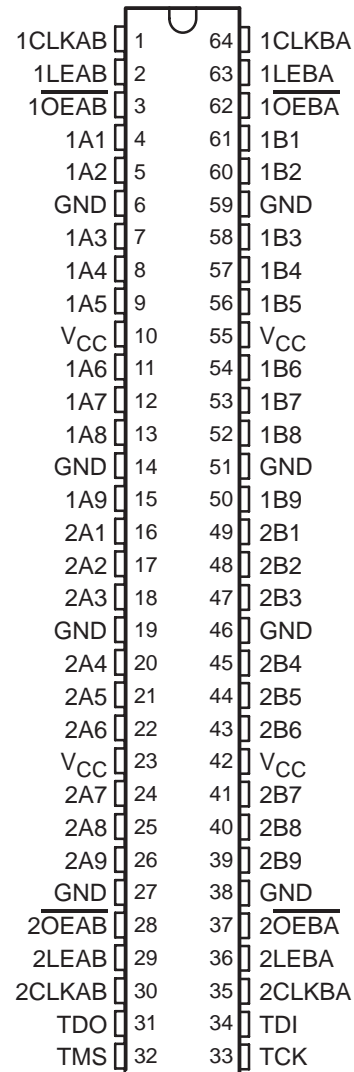 1CLKAB 1 64 1CLKBA
1LEAB 2 63 1LEBA
1O̅E̅A̅B̅ 3 62 1O̅E̅B̅A̅
1A1 4 61 1B1
1A2 5 60 1B2
GND 6 59 GND
1A3 7 58 1B3
1A4 8 57 1B4
1A5 9 56 1B5
VCC 10 55 VCC
1A6 11 54 1B6
1A7 12 53 1B7
1A8 13 52 1B8
GND 14 51 GND
1A9 15 50 1B9
2A1 16 49 2B1
2A2 17 48 2B2
2A3 18 47 2B3
GND 19 46 GND
2A4 20 45 2B4
2A5 21 44 2B5
2A6 22 43 2B6
VCC 23 42 VCC
2A7 24 41 2B7
2A8 25 40 2B8
2A9 26 39 2B9
GND 27 38 GND
2O̅E̅A̅B̅ 28 37 2O̅E̅B̅A̅
2LEAB 29 36 2LEBA
2CLKAB 30 35 2CLKBA
TDO 31 34 TDI
TMS 32 33 TCK